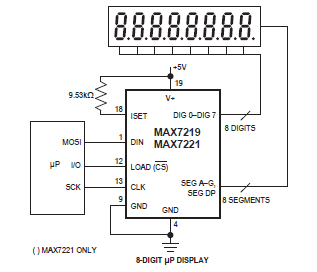 8.8.8.8.8.8.8.8.
+5V
9.53kΩ
19
V+
18
ISET
DIG 0–DIG 7
8 DIGITS
MAX7219
MAX7221
MOSI
1
DIN
µP
I/O
12
LOAD (CS)
SCK
13
CLK
SEG A–G,
SEG DP
8 SEGMENTS
9
GND
GND
4
( ) MAX7221 ONLY
8-DIGIT µP DISPLAY